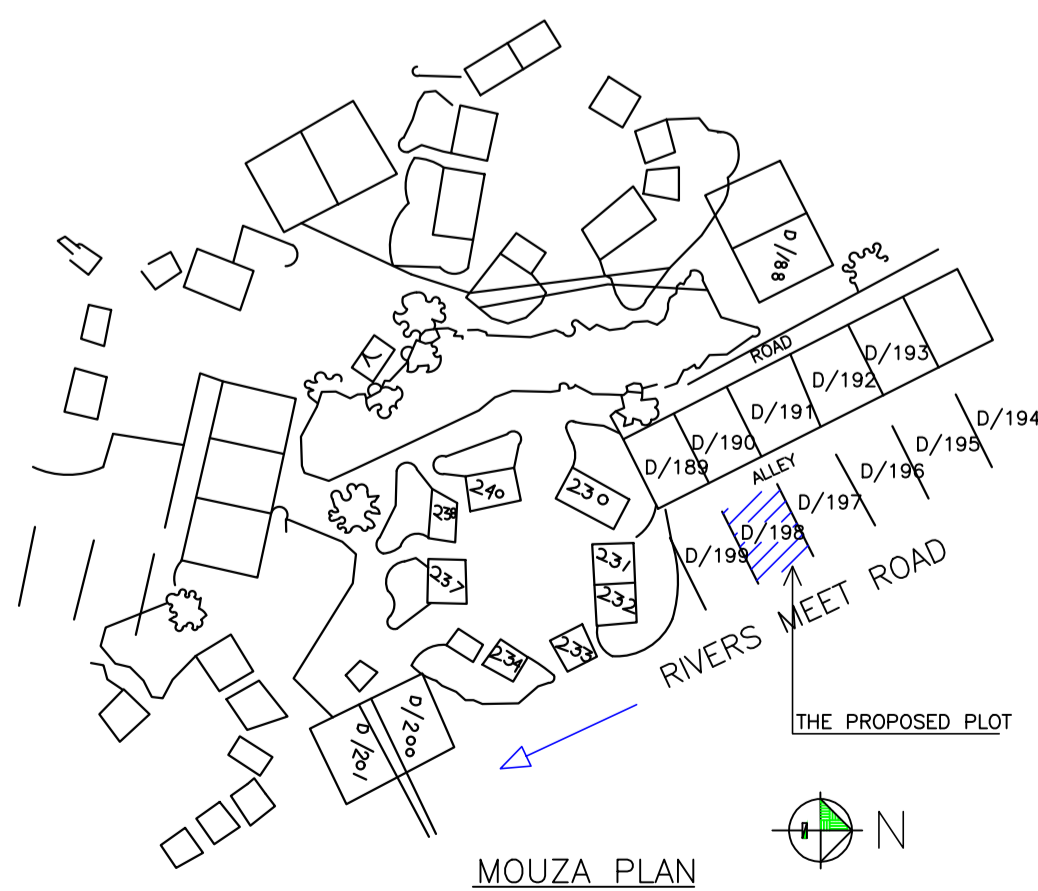 D/188
ROAD
D/193
D/192
D/191
D/190
D/189
D/194
D/195
D/196
D/197
D/198
D/199
ALLEY
240
238
237
230
231
232
233
234
D/200
D/201
RIVERS MEET ROAD
THE PROPOSED PLOT
N
MOUZA PLAN